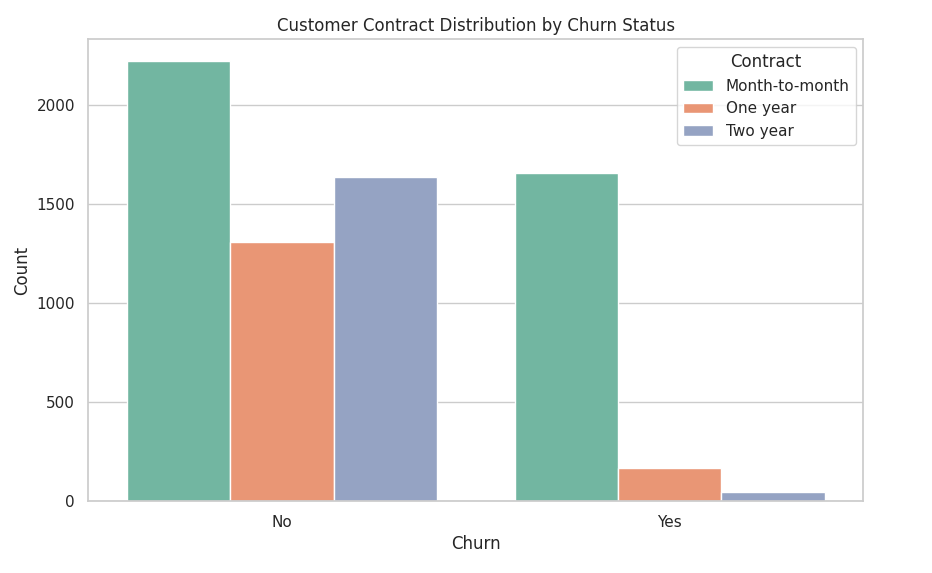 Customer Contract Distribution by Churn Status
Contract
Month-to-month
One year
Two year
2000
1500
1000
500
0
Count
No
Yes
Churn